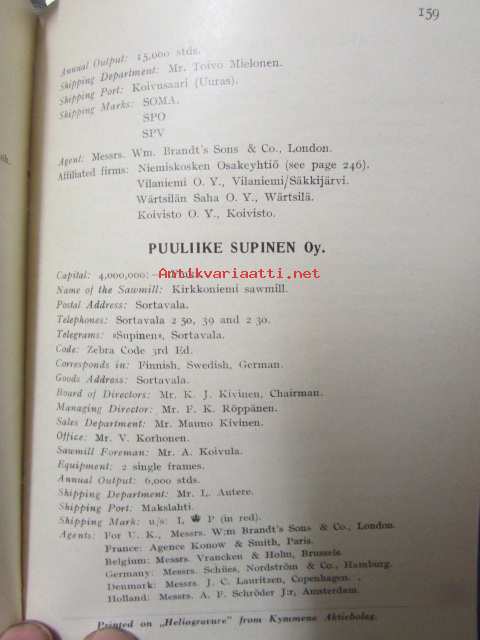 159
Annual Output: 15,000 stds.
Shipping Department: Mr. Toivo Mielonen.
Shipping Port: Koivusaari (Uuras).
Shipping Marks: SOMA.
SPO
SPV
Agent: Messrs. Wm. Brandt's Sons & Co., London.
Affiliated firms: Niemiskosken Osakeyhtiö (see page 246).
Vilaniemi O. Y., Vilaniemi/Säkkijärvi.
Wärtsilän Saha O. Y., Wärtsilä.
Koivisto O. Y., Koivisto.
PUULIIKE SUPINEN Oy.
Antikvariaatti.net
Capital: 4,000,000:—
Name of the Sawmill: Kirkkoniemi sawmill.
Postal Address: Sortavala.
Telephones: Sortavala 2 50, 39 and 2 30.
Telegrams: »Supinen», Sortavala.
Code: Zebra Code 3rd Ed.
Corresponds in: Finnish, Swedish, German.
Goods Address: Sortavala.
Board of Directors: Mr. K. J. Kivinen, Chairman.
Managing Director: Mr. F. K. Röppänen.
Sales Department: Mr. Mauno Kivinen.
Office: Mr. V. Korhonen.
Sawmill Foreman: Mr. A. Koivula.
Equipment: 2 single frames.
Annual Output: 6,000 stds.
Shipping Department: Mr. L. Autere.
Shipping Port: Makslahti.
Shipping Mark: u/s: L P (in red).
Agents: For U. K., Messrs. W:m Brandt's Sons & Co., London.
France: Agence Konow & Smith, Paris.
Belgium: Messrs. Vrancken & Holm, Brussels.
Germany: Messrs. Schües, Nordström & Co., Hamburg.
Denmark: Messrs. J. C. Lauritzen, Copenhagen.
Holland: Messrs. A. F. Schröder J:r, Amsterdam.
Printed on „Heliogravure" from Kymmene Aktiebolag.